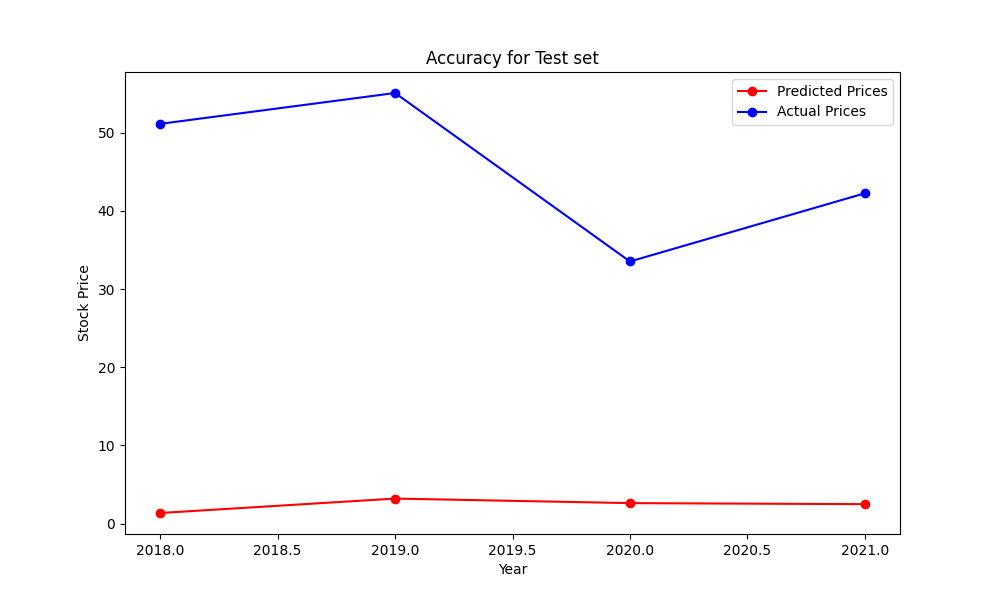 Accuracy for Test set
Predicted Prices
Actual Prices
Stock Price
50
40
30
20
10
0
2018.0 2018.5 2019.0 2019.5 2020.0 2020.5 2021.0
Year